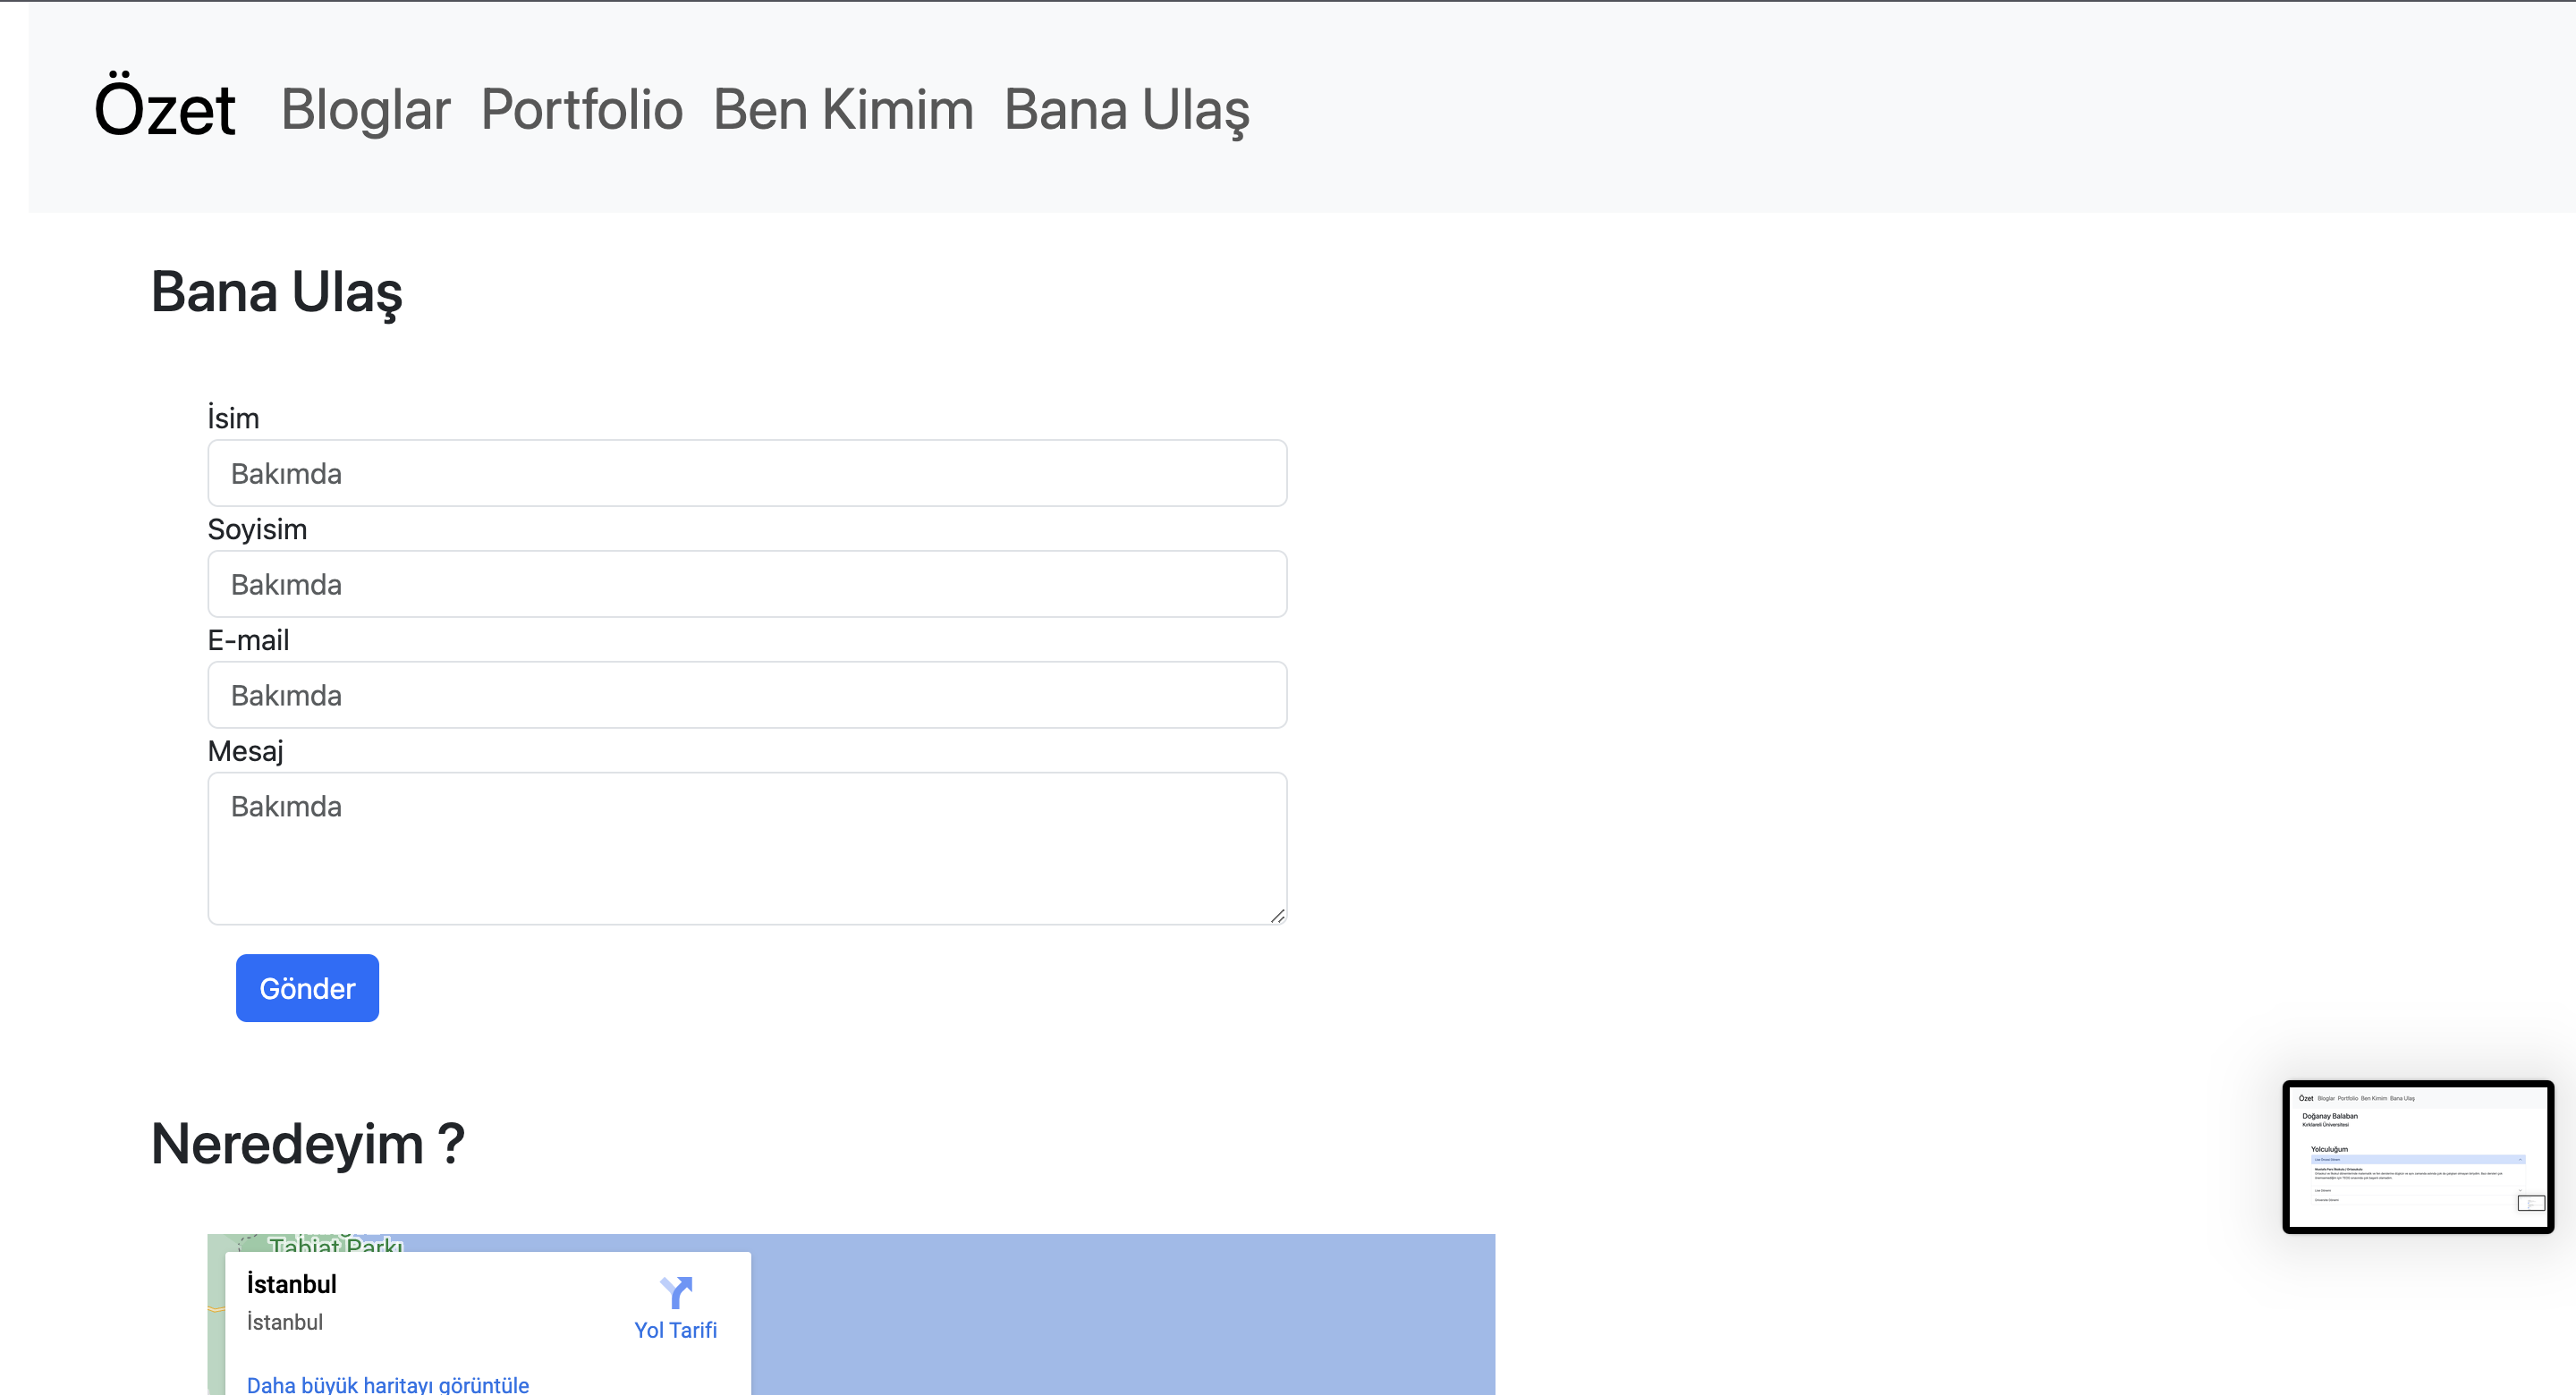 Özet Bloglar Portfolio Ben Kimim Bana Ulaş
Bana Ulaş
İsim
Bakımda
Soyisim
Bakımda
E-mail
Bakımda
Mesaj
Bakımda
Gönder
Neredeyim ?
Tabiat Parkı
İstanbul
İstanbul
Yol Tarifi
Daha büyük haritayı görüntüle
Özet Bloglar Portfolio Ben Kimim Bana Ulaş
Doğanay Balaban
Kırklareli Üniversitesi
Yolculuğum